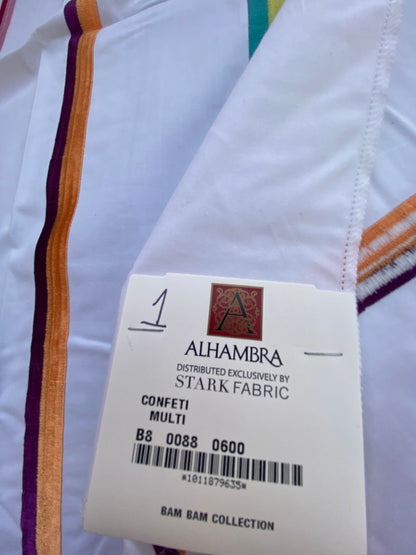 1
A
ALHAMBRA
DISTRIBUTED EXCLUSIVELY BY
STARK FABRIC
CONFETI
MULTI
B8 0088 0600
*1011879635*
BAM BAM COLLECTION